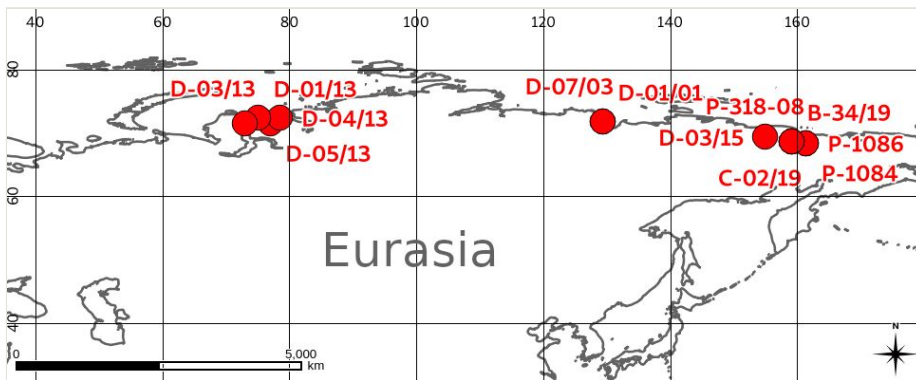 40 60 80 100 120 140 160
80
D-03/13 D-01/13
D-07/03
D-01/01
P-318-08
B-34/19
D-04/13
D-03/15
P-1086
D-05/13
C-02/19
P-1084
60
Eurasia
40
N
0 5,000
km